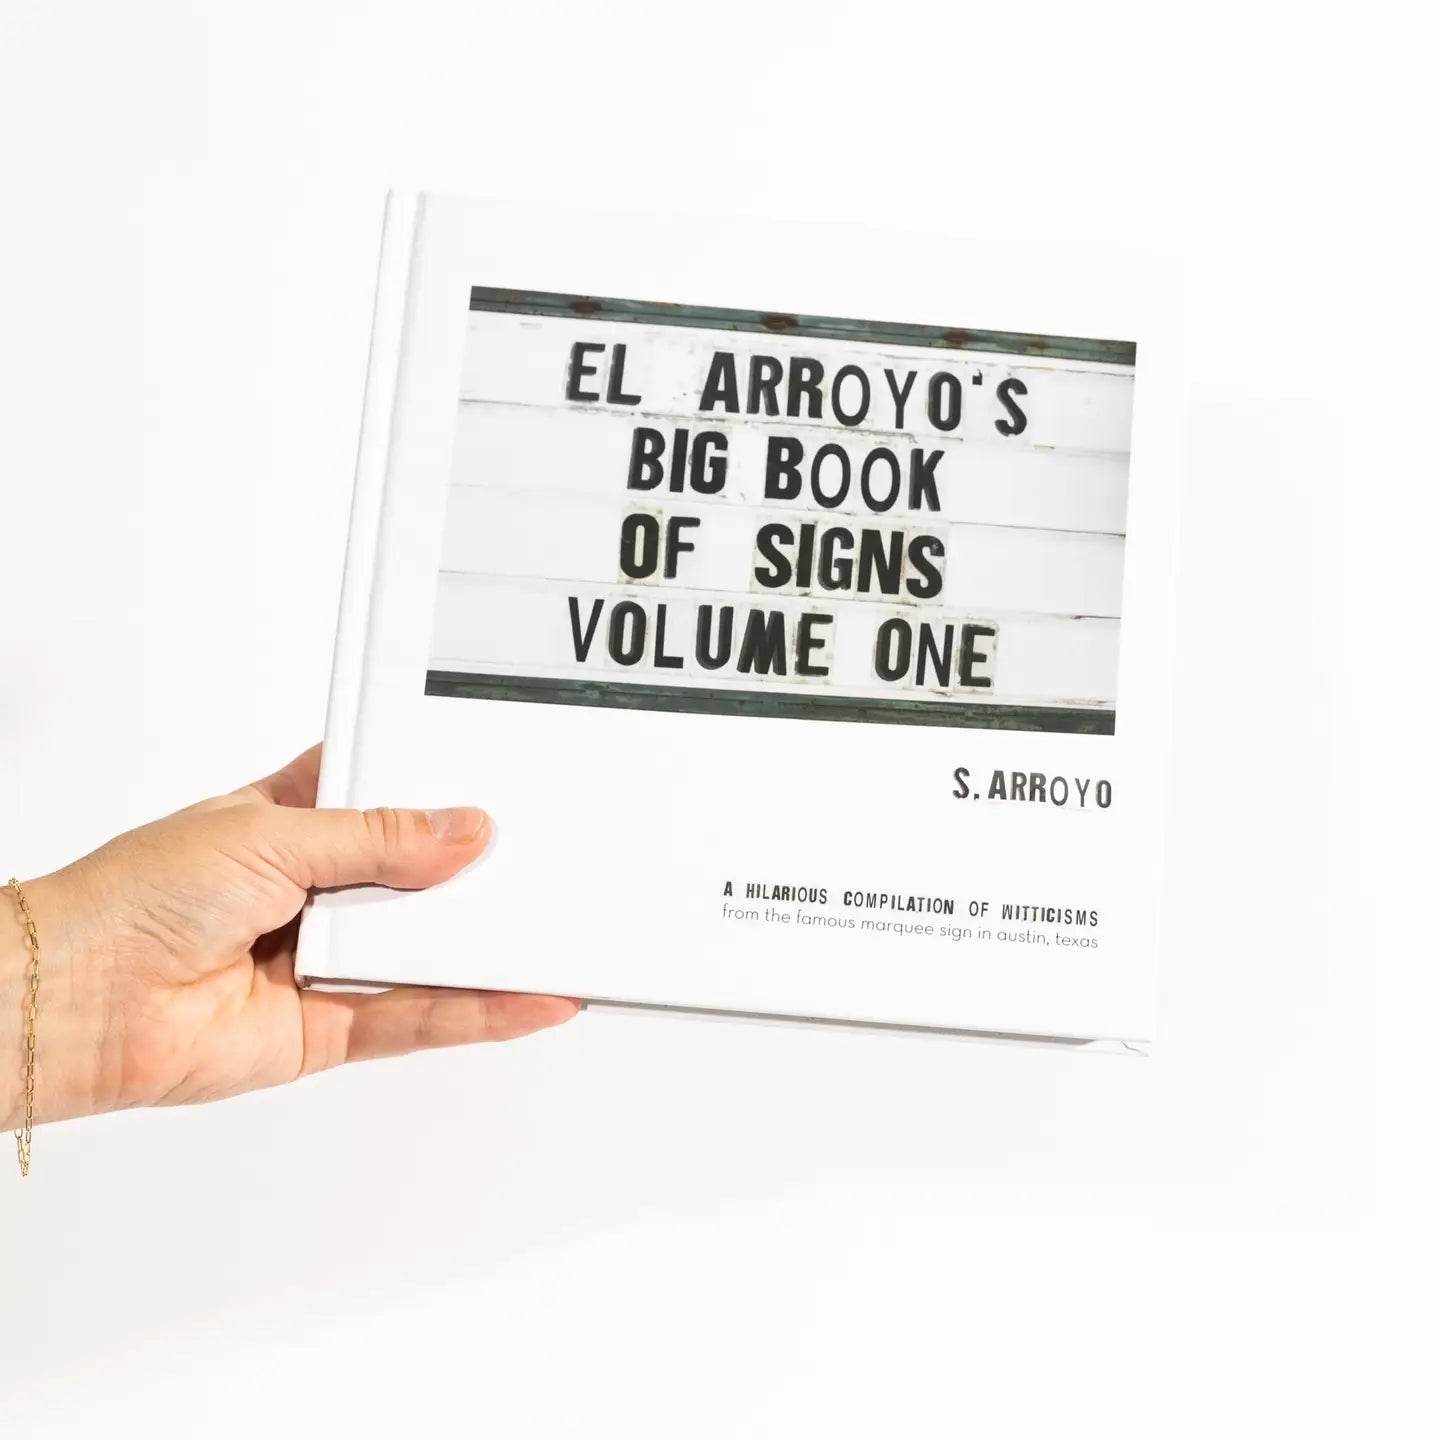 EL ARROYO'S
BIG BOOK
OF SIGNS
VOLUME ONE
S. ARROYO
A HILARIOUS COMPILATION OF WITTICISMS
from the famous marquee sign in austin, texas